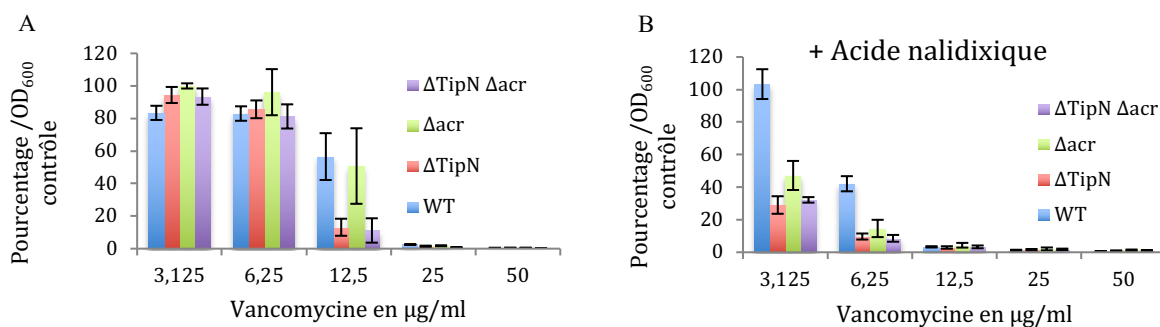 A
Pourcentage /OD600
contrôle
120
100
80
60
40
20
0
3,125 6,25 12,5 25 50
Vancomycine en µg/ml
ΔTipN Δacr
Δacr
ΔTipN
WT
B
+ Acide nalidixique
Pourcentage /OD600
contrôle
120
100
80
60
40
20
0
3,125 6,25 12,5 25 50
Vancomycine en µg/ml
ΔTipN Δacr
Δacr
ΔTipN
WT